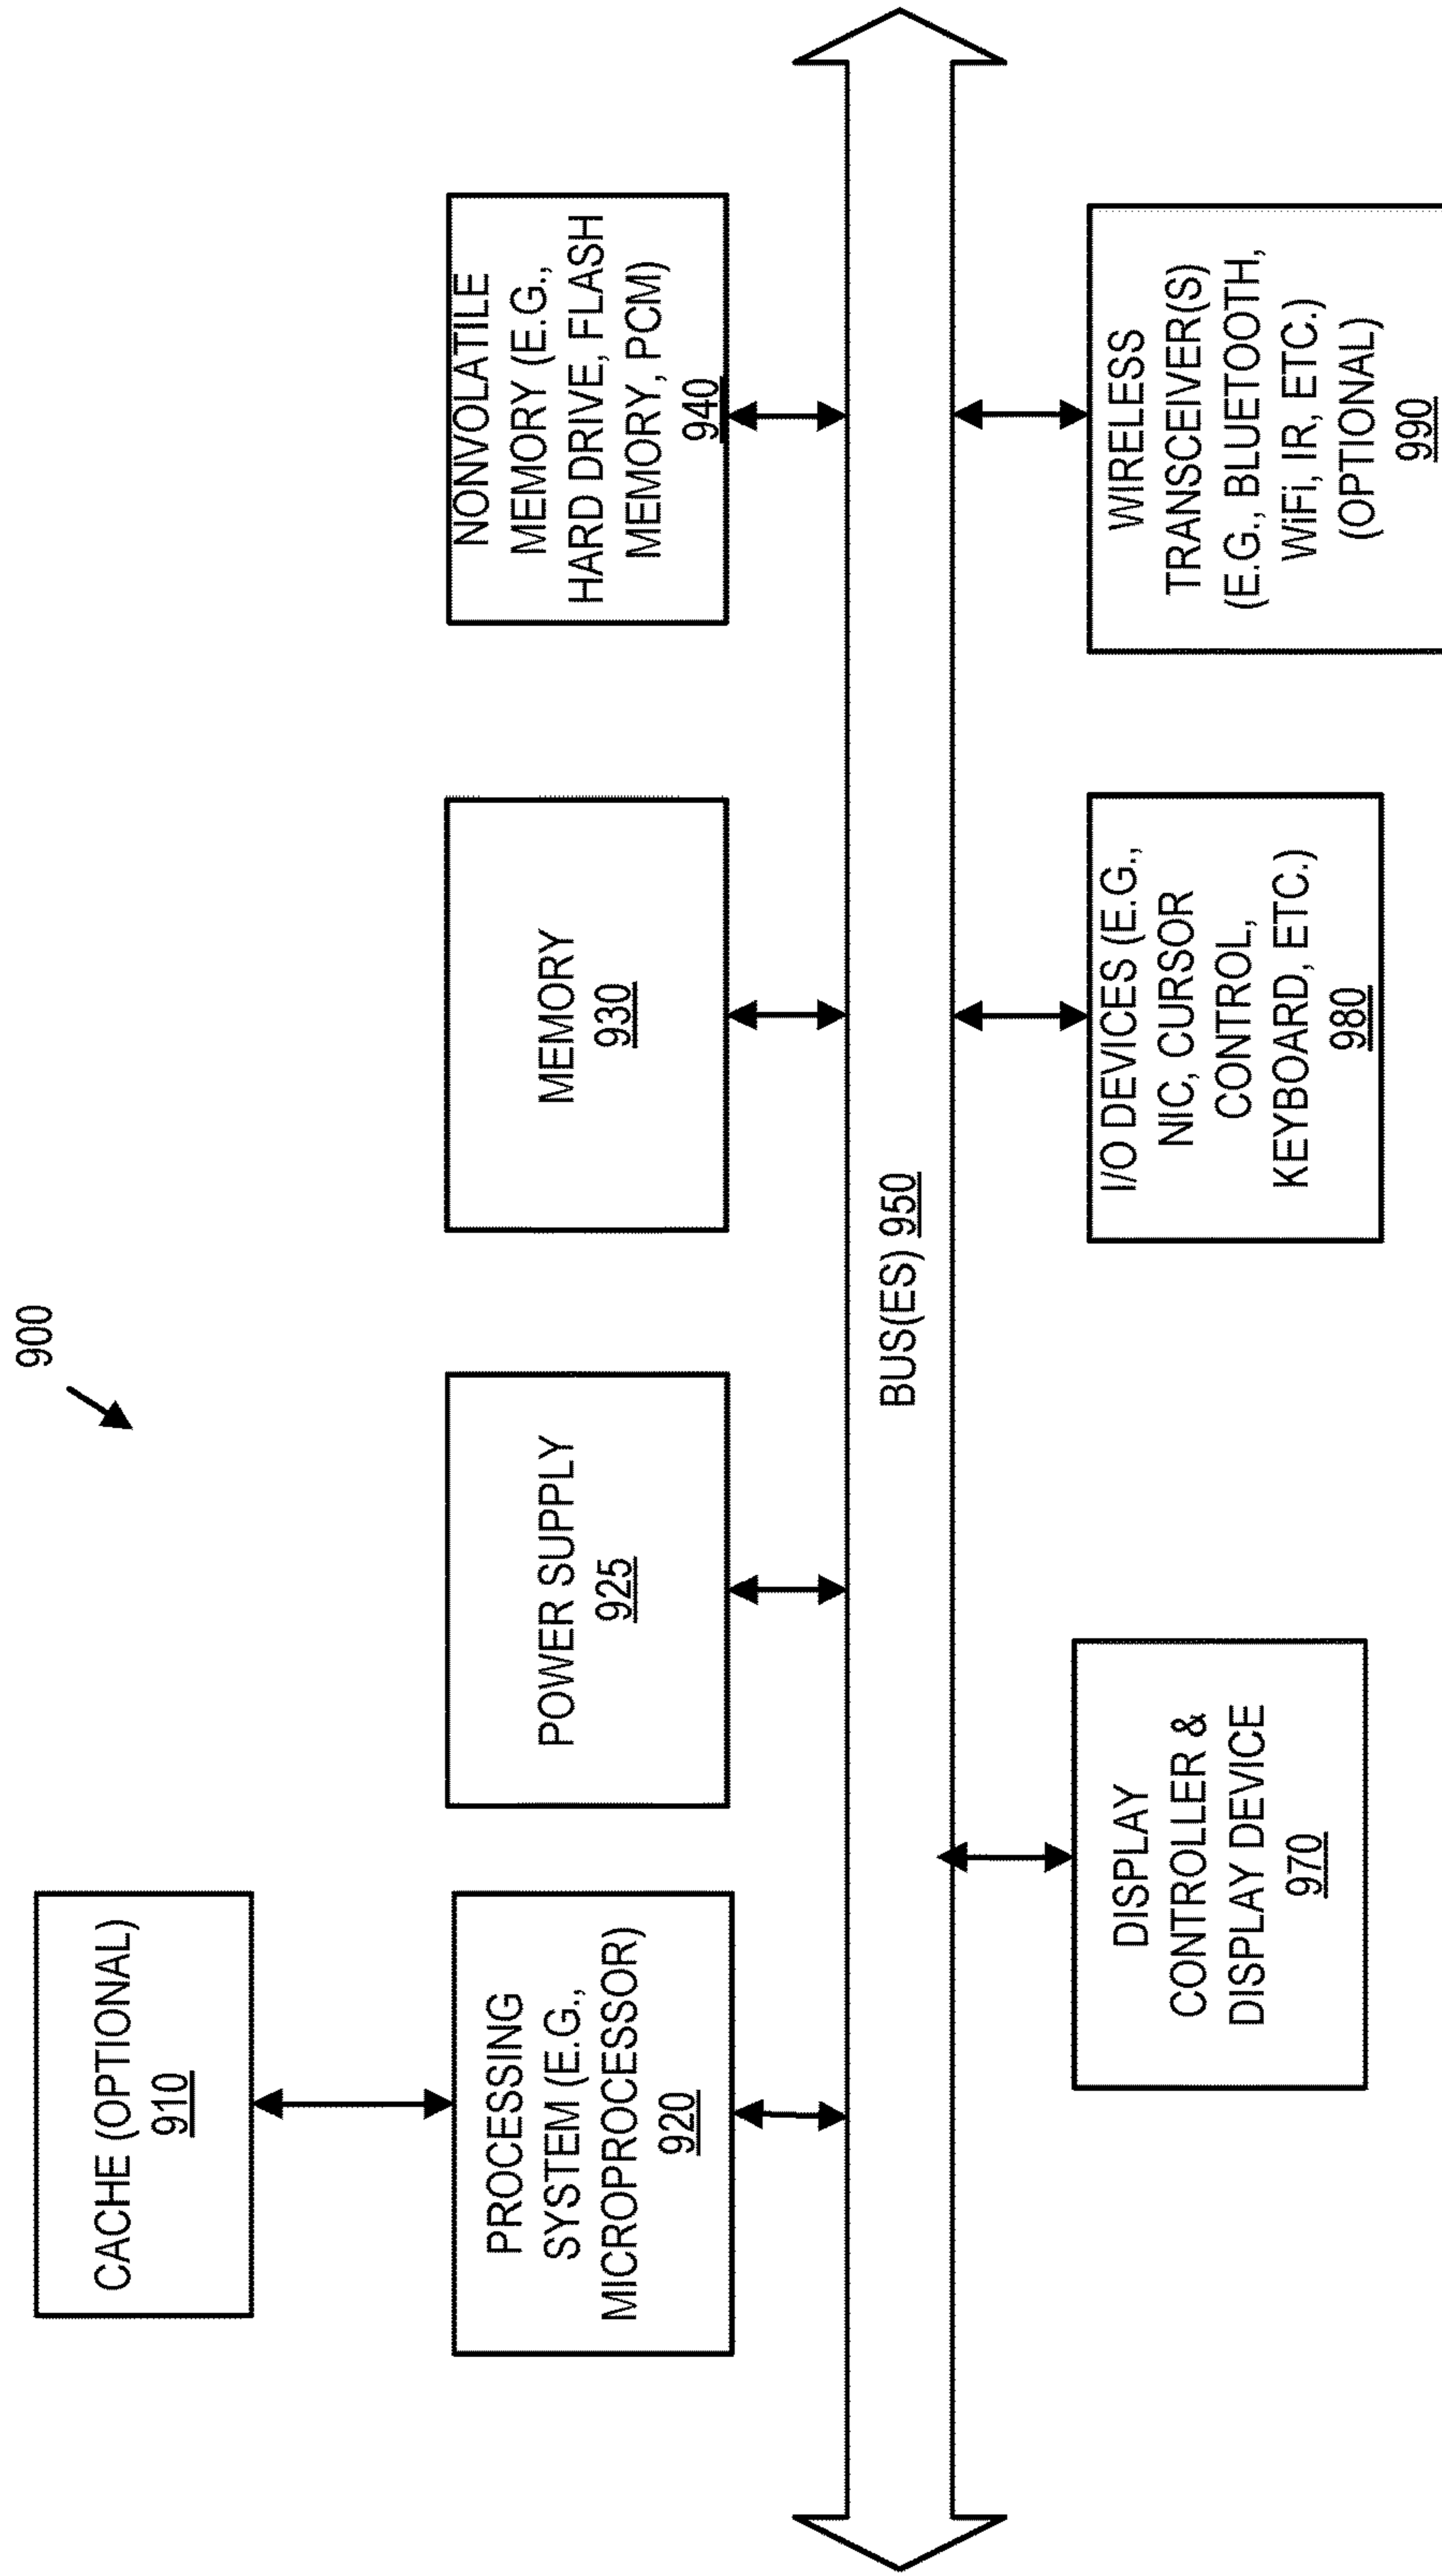 900
CACHE (OPTIONAL)
910
PROCESSING
SYSTEM (E.G.,
MICROPROCESSOR)
920
POWER SUPPLY
925
MEMORY
930
NONVOLATILE
MEMORY (E.G.,
HARD DRIVE, FLASH
MEMORY, PCM)
940
BUS(ES) 950
DISPLAY
CONTROLLER &
DISPLAY DEVICE
970
I/O DEVICES (E.G.,
NIC, CURSOR
CONTROL,
KEYBOARD, ETC.)
980
WIRELESS
TRANSCEIVER(S)
(E.G., BLUETOOTH,
WiFi, IR, ETC.)
(OPTIONAL)
990